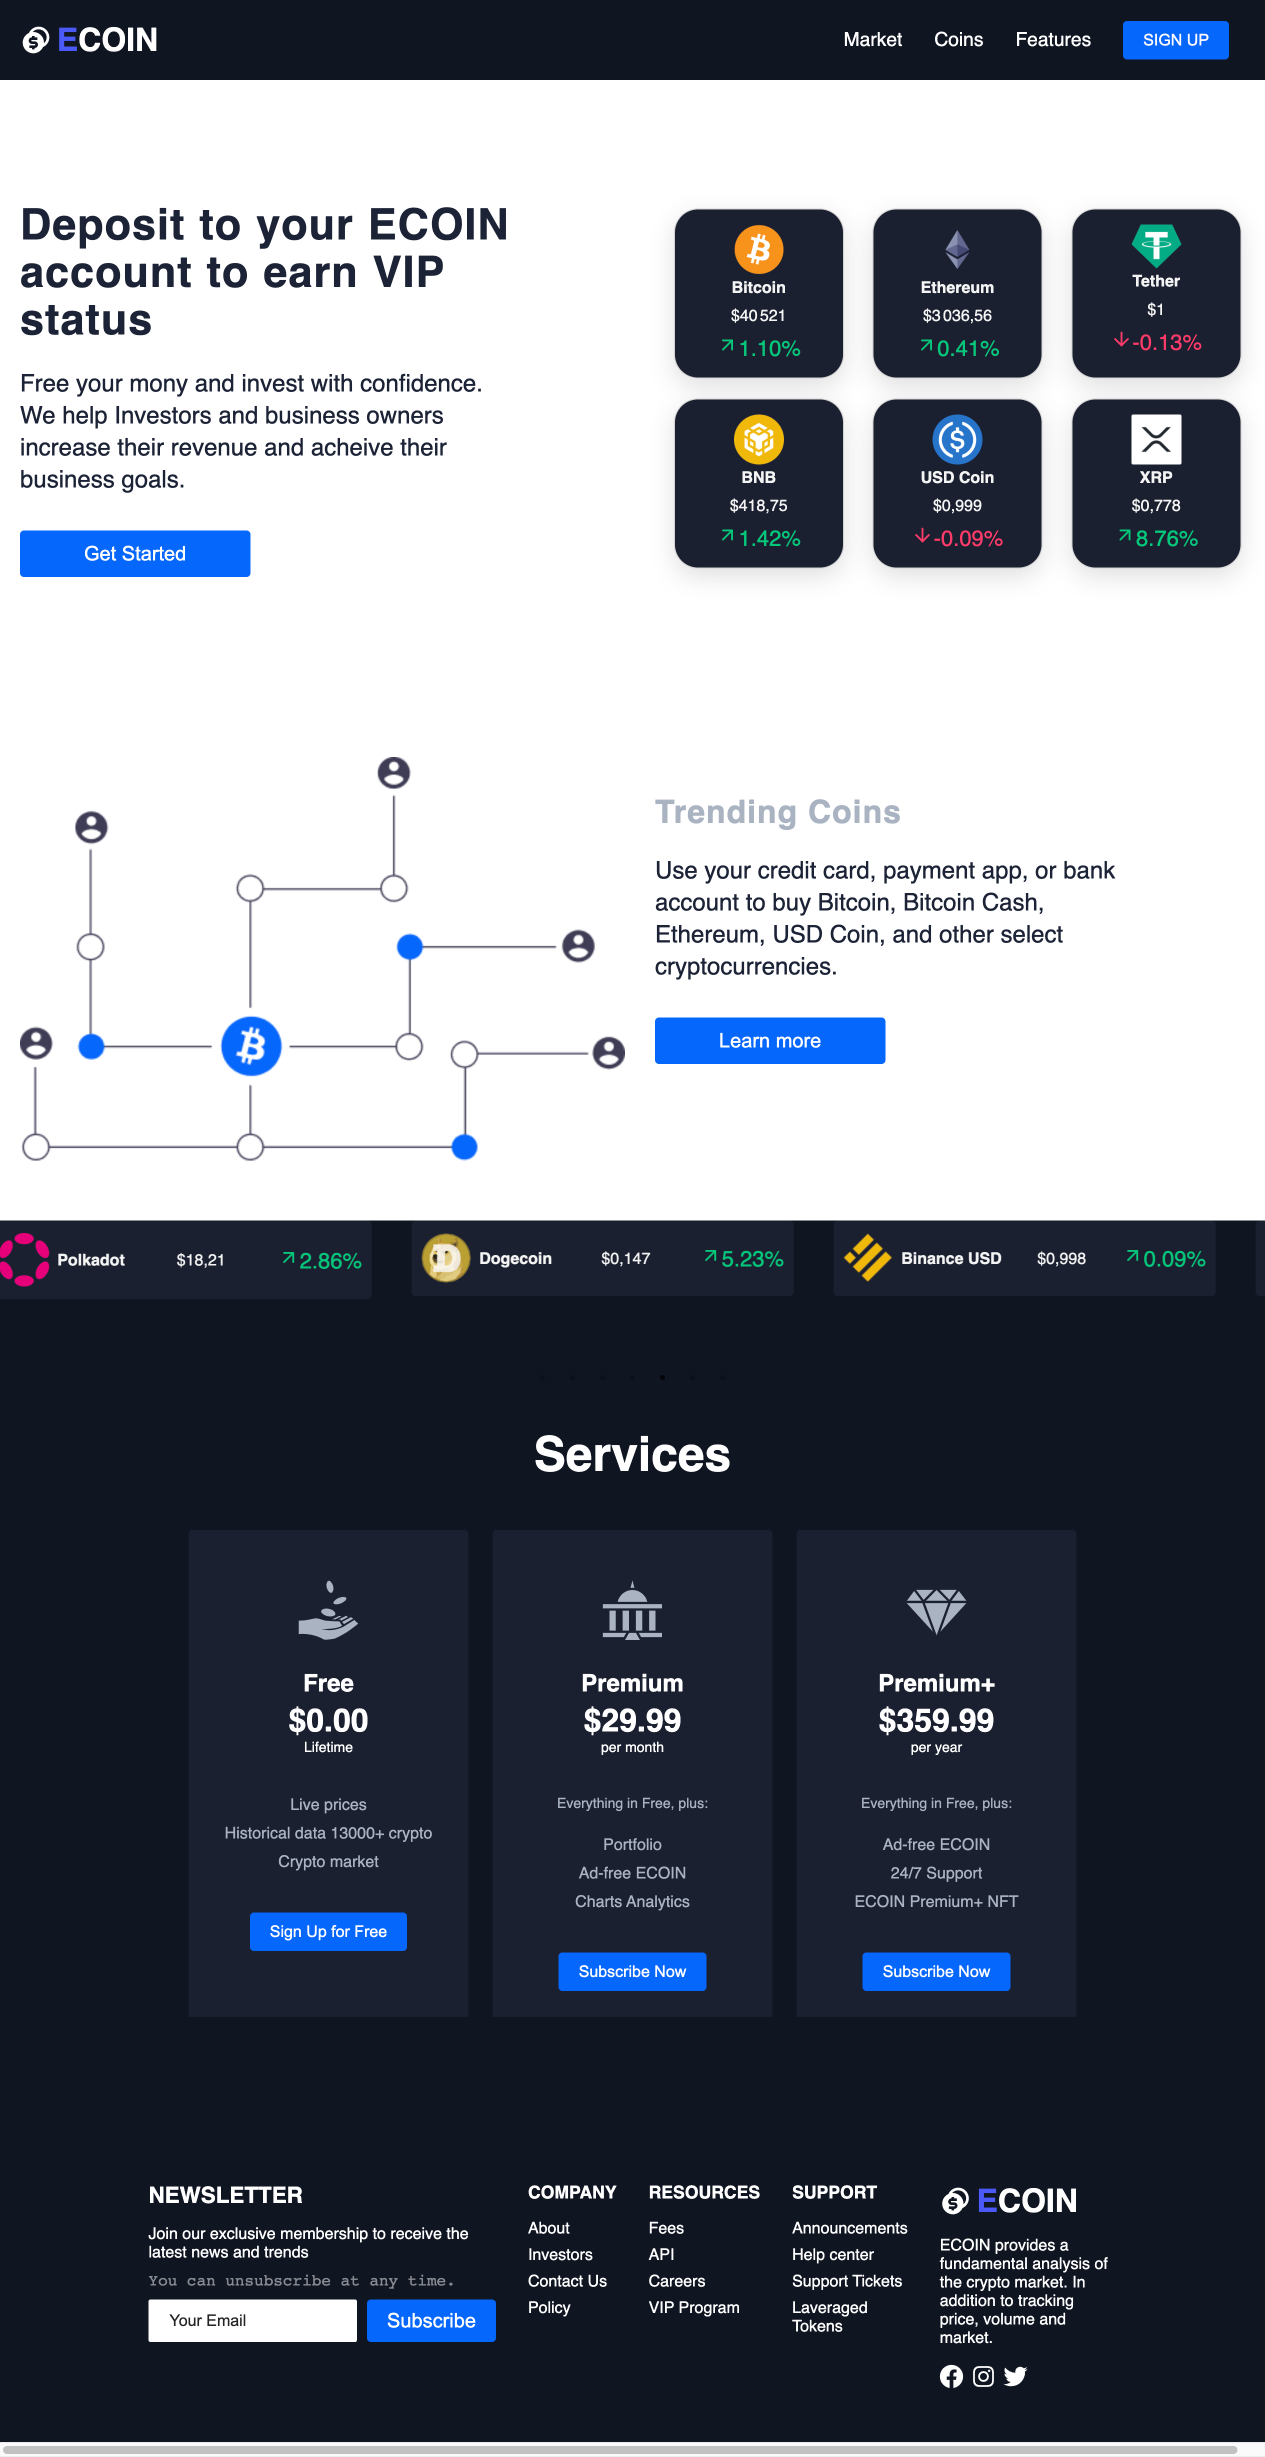 ECOIN
Market
Coins
Features
SIGN UP
Deposit to your ECOIN
account to earn VIP
status
Free your mony and invest with confidence.
We help Investors and business owners
increase their revenue and acheive their
business goals.
Get Started
Bitcoin
$40 521
1.10%
Ethereum
$3 036,56
0.41%
Tether
$1
-0.13%
BNB
$418,75
1.42%
USD Coin
$0,999
-0.09%
XRP
$0,778
8.76%
Trending Coins
Use your credit card, payment app, or bank
account to buy Bitcoin, Bitcoin Cash,
Ethereum, USD Coin, and other select
cryptocurrencies.
Learn more
Polkadot $18,21 2.86%
Dogecoin $0,147 5.23%
Binance USD $0,998 0.09%
Services
Free
$0.00
Lifetime
Live prices
Historical data 13000+ crypto
Crypto market
Sign Up for Free
Premium
$29.99
per month
Everything in Free, plus:
Portfolio
Ad-free ECOIN
Charts Analytics
Subscribe Now
Premium+
$359.99
per year
Everything in Free, plus:
Ad-free ECOIN
24/7 Support
ECOIN Premium+ NFT
Subscribe Now
NEWSLETTER
Join our exclusive membership to receive the
latest news and trends
You can unsubscribe at any time.
Your Email
Subscribe
COMPANY
About
Investors
Contact Us
Policy
RESOURCES
Fees
API
Careers
VIP Program
SUPPORT
Announcements
Help center
Support Tickets
Laveraged
Tokens
ECOIN
ECOIN provides a
fundamental analysis of
the crypto market. In
addition to tracking
price, volume and
market.